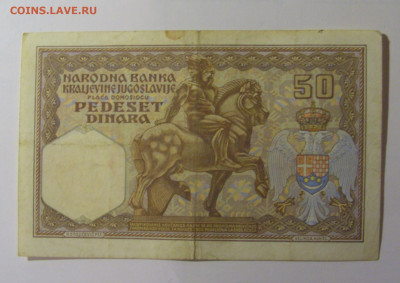 COINS.LAVE.RU
NARODNA BANKA
KRALJEVINE JUGOSLAVIJE
PLAĆA DONOSIOCU
PEDESET
DINARA
50